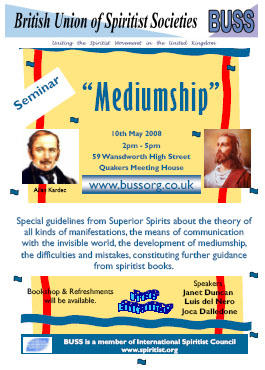 British Union of Spiritist Societies BUSS
Uniting the Spiritist Movement in the United Kingdom
Seminar
"Mediumship"
10th May 2008
2pm - 5pm
59 Wansdworth High Street
Quakers Meeting House
www.bussorg.co.uk
Allan Kardec
Special guidelines from Superior Spirits about the theory of
all kinds of manifestations, the means of communication
with the invisible world, the development of mediumship,
the difficulties and mistakes, constituting further guidance
from spiritist books.
Bookshop & Refreshments
will be available.
Free
Entrance
Speakers
Janet Duncan
Luis del Nero
Joca Dalledone
BUSS is a member of International Spiritist Council
www.spiritist.org